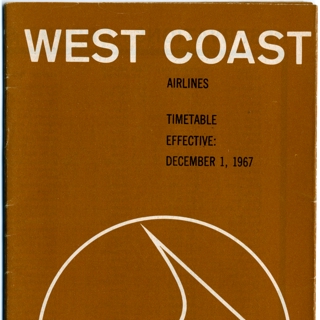 WEST COAST
AIRLINES
TIMETABLE
EFFECTIVE:
DECEMBER 1, 1967